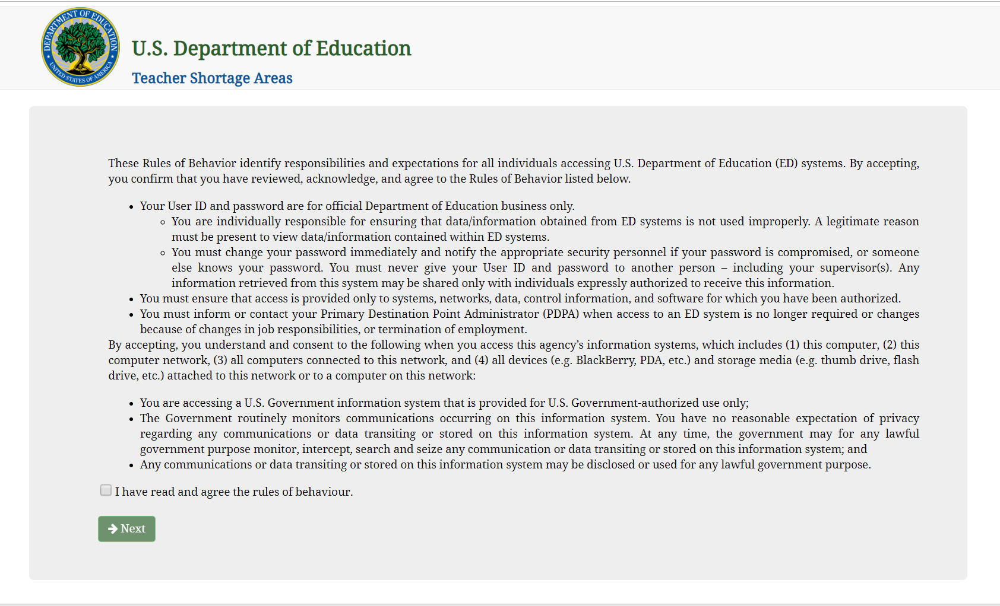 DEPARTMENT OF EDUCATION
UNITED STATES OF AMERICA
U.S. Department of Education
Teacher Shortage Areas
These Rules of Behavior identify responsibilities and expectations for all individuals accessing U.S. Department of Education (ED) systems. By accepting,
you confirm that you have reviewed, acknowledge, and agree to the Rules of Behavior listed below.
• Your User ID and password are for official Department of Education business only.
◦ You are individually responsible for ensuring that data/information obtained from ED systems is not used improperly. A legitimate reason
must be present to view data/information contained within ED systems.
◦ You must change your password immediately and notify the appropriate security personnel if your password is compromised, or someone
else knows your password. You must never give your User ID and password to another person – including your supervisor(s). Any
information retrieved from this system may be shared only with individuals expressly authorized to receive this information.
• You must ensure that access is provided only to systems, networks, data, control information, and software for which you have been authorized.
• You must inform or contact your Primary Destination Point Administrator (PDPA) when access to an ED system is no longer required or changes
because of changes in job responsibilities, or termination of employment.
By accepting, you understand and consent to the following when you access this agency’s information systems, which includes (1) this computer, (2) this
computer network, (3) all computers connected to this network, and (4) all devices (e.g. BlackBerry, PDA, etc.) and storage media (e.g. thumb drive, flash
drive, etc.) attached to this network or to a computer on this network:
• You are accessing a U.S. Government information system that is provided for U.S. Government-authorized use only;
• The Government routinely monitors communications occurring on this information system. You have no reasonable expectation of privacy
regarding any communications or data transiting or stored on this information system. At any time, the government may for any lawful
government purpose monitor, intercept, search and seize any communication or data transiting or stored on this information system; and
• Any communications or data transiting or stored on this information system may be disclosed or used for any lawful government purpose.
I have read and agree the rules of behaviour.
Next